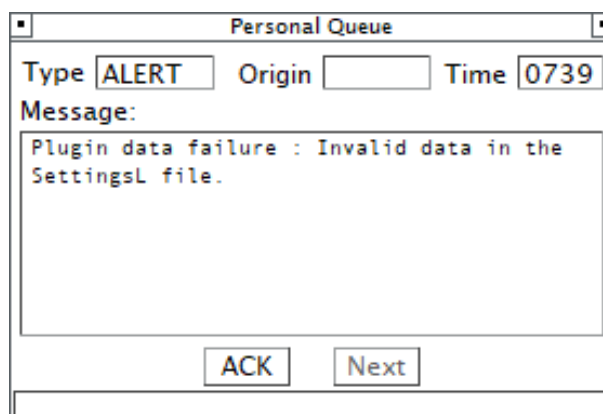 Personal Queue
Type ALERT Origin Time 0739
Message:
Plugin data failure : Invalid data in the
SettingsL file.
ACK Next